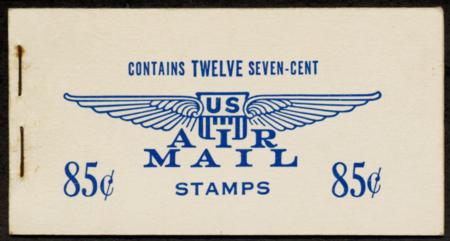 CONTAINS TWELVE SEVEN-CENT
US
AIR
MAIL
85¢ STAMPS 85¢